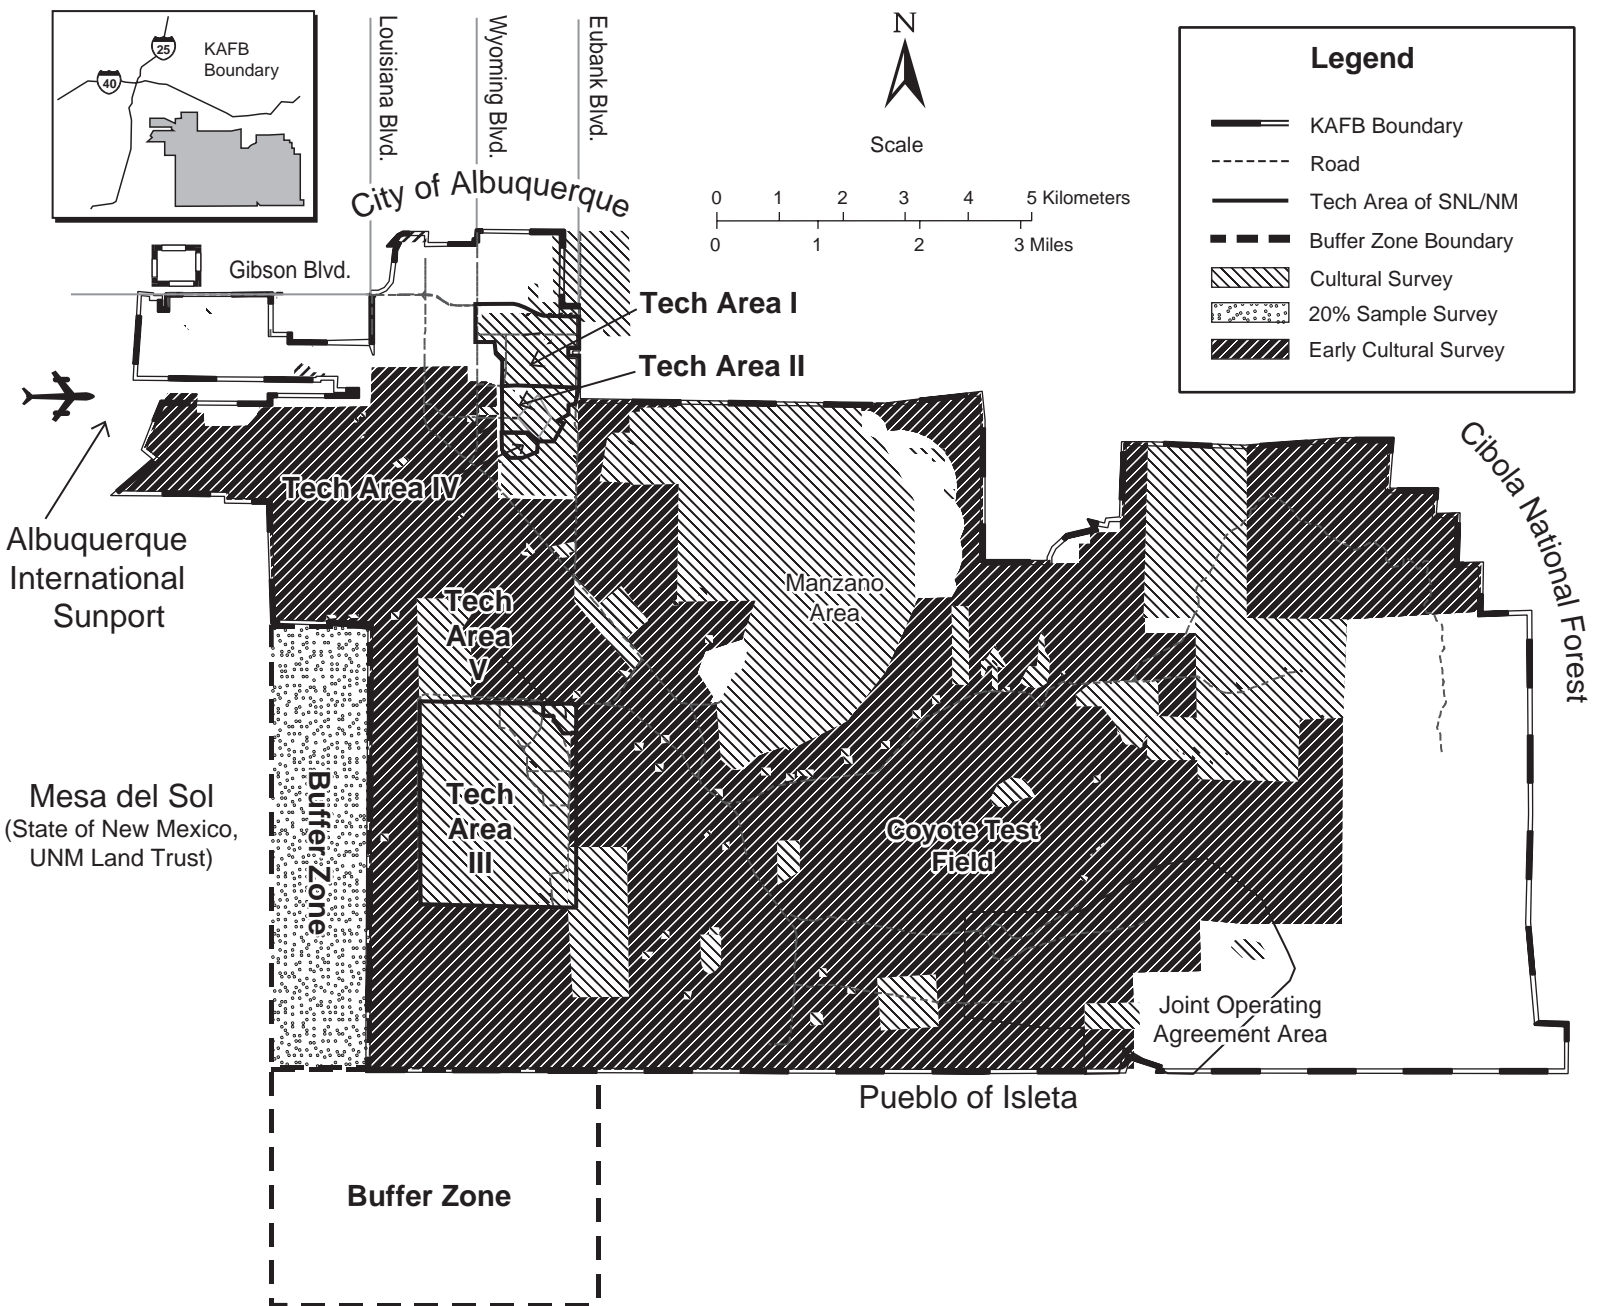 25
40
KAFB
Boundary
Louisiana Blvd.
Wyoming Blvd.
Eubank Blvd.
N
Scale
0 1 2 3 4 5 Kilometers
0 1 2 3 Miles
Legend
KAFB Boundary
Road
Tech Area of SNL/NM
Buffer Zone Boundary
Cultural Survey
20% Sample Survey
Early Cultural Survey
City of Albuquerque
Gibson Blvd.
Tech Area I
Tech Area II
Tech Area IV
Albuquerque
International
Sunport
Cibola National Forest
Manzano
Area
Tech
Area
V
Mesa del Sol
(State of New Mexico,
UNM Land Trust)
Buffer Zone
Tech
Area
III
Coyote Test
Field
Joint Operating
Agreement Area
Pueblo of Isleta
Buffer Zone